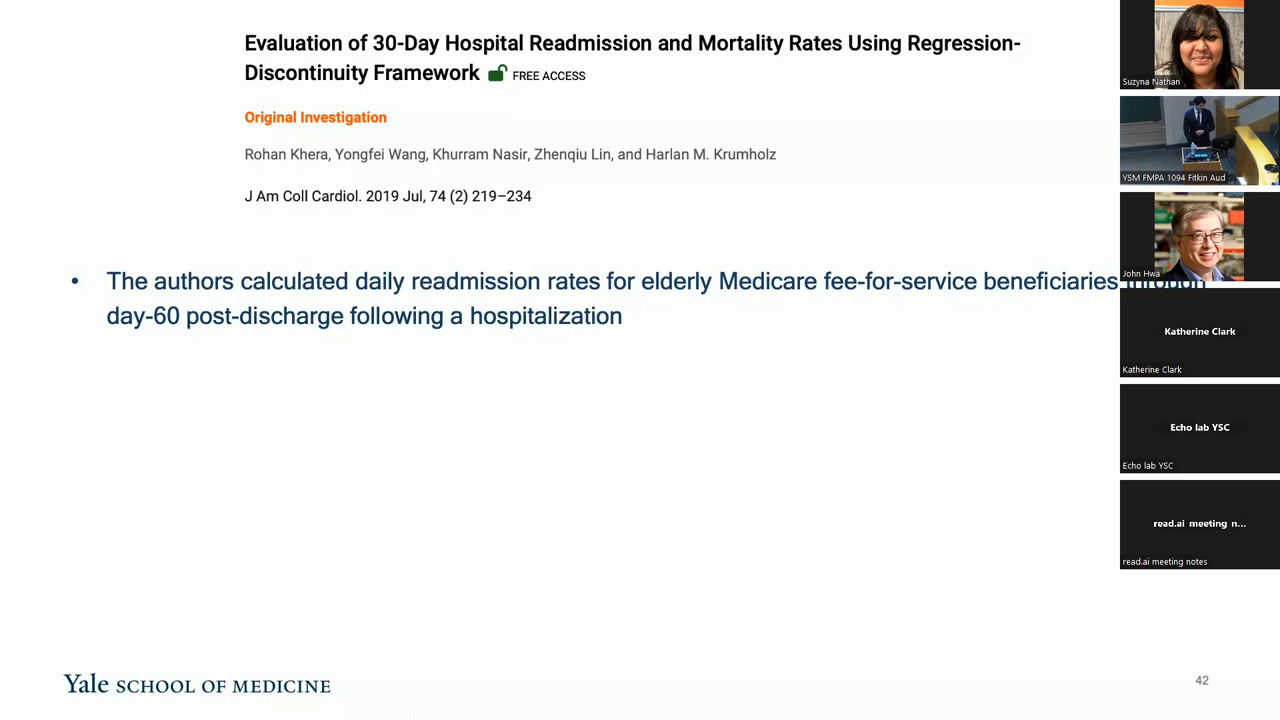 Evaluation of 30-Day Hospital Readmission and Mortality Rates Using Regression-
Discontinuity Framework FREE ACCESS
Original Investigation
Rohan Khera, Yongfei Wang, Khurram Nasir, Zhenqiu Lin, and Harlan M. Krumholz
J Am Coll Cardiol. 2019 Jul, 74 (2) 219–234
• The authors calculated daily readmission rates for elderly Medicare fee-for-service beneficiaries through
day-60 post-discharge following a hospitalization
Yale SCHOOL OF MEDICINE
42
Suzyna Nathan
YSM FMPA 1094 Fitkin Aud
John Hwa
Katherine Clark
Katherine Clark
Echo lab YSC
Echo lab YSC
read.ai meeting n...
read.ai meeting notes